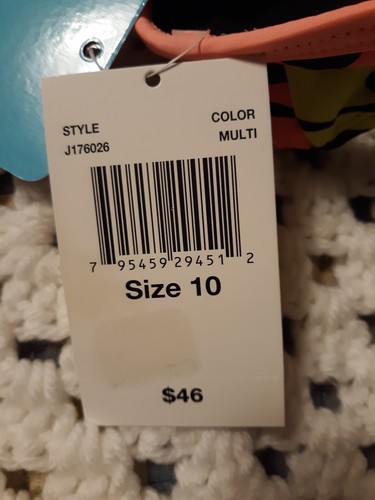 STYLE
J176026
COLOR
MULTI
7 95459 29451 2
Size 10
$46